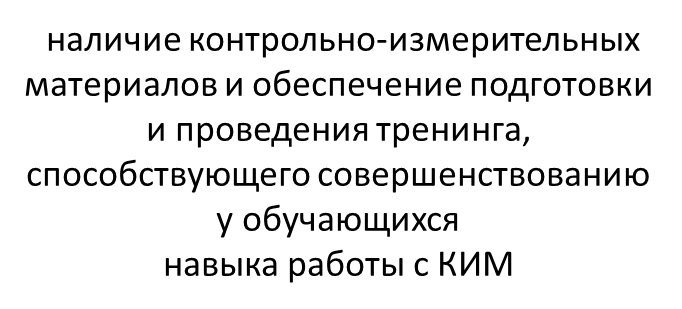 наличие контрольно-измерительных
материалов и обеспечение подготовки
и проведения тренинга,
способствующего совершенствованию
у обучающихся
навыка работы с КИМ